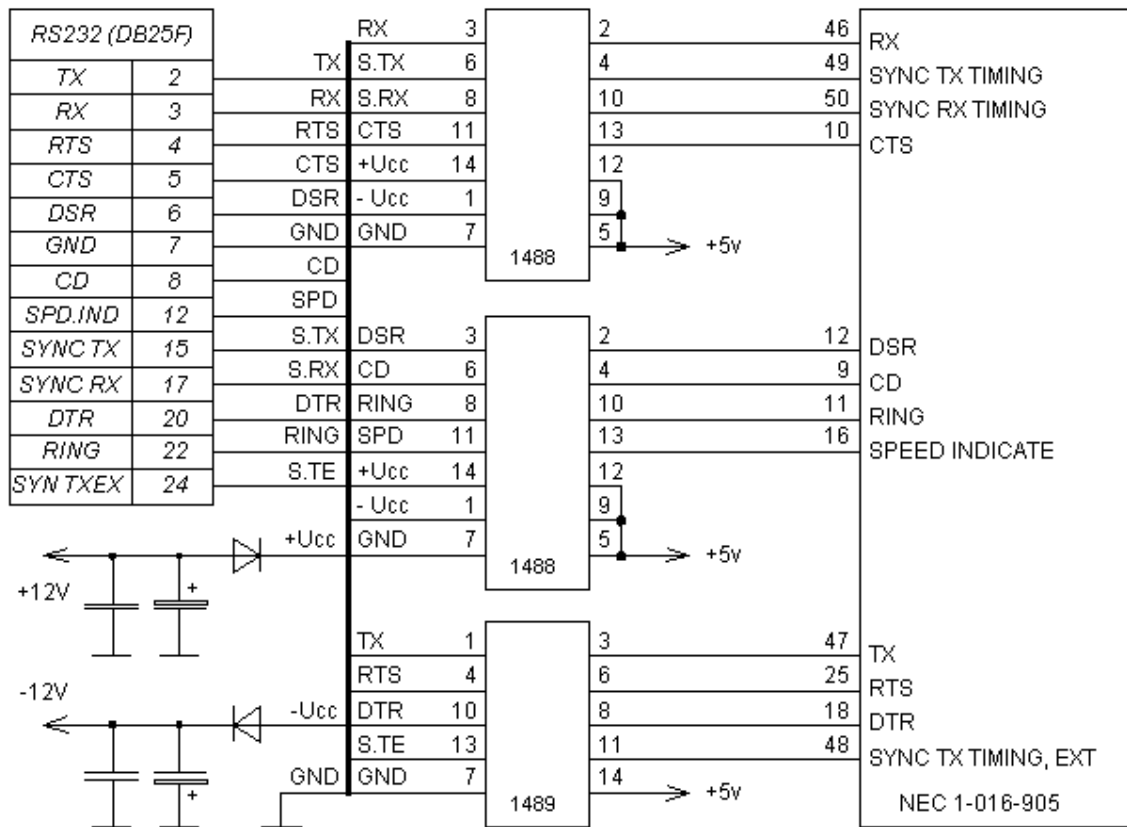 RS232 (DB25F)
TX 2
RX 3
RTS 4
CTS 5
DSR 6
GND 7
CD 8
SPD.IND 12
SYNC TX 15
SYNC RX 17
DTR 20
RING 22
SYN TXEX 24
TX
RX
RTS
CTS
DSR
GND
CD
SPD
S.TX
S.RX
DTR
RING
S.TE
+Ucc
+12V
+
-12V
-Ucc
GND
+
RX 3 2 46 RX
S.TX 6 4 49 SYNC TX TIMING
S.RX 8 10 50 SYNC RX TIMING
CTS 11 13 10 CTS
+Ucc 14 12
- Ucc 1 9
GND 7 5 +5v
1488
DSR 3 2 12 DSR
CD 6 4 9 CD
RING 8 10 11 RING
SPD 11 13 16 SPEED INDICATE
+Ucc 14 12
- Ucc 1 9
GND 7 5 +5v
1488
TX 1 3 47 TX
RTS 4 6 25 RTS
DTR 10 8 18 DTR
S.TE 13 11 48 SYNC TX TIMING, EXT
GND 7 14 +5v
1489
NEC 1-016-905